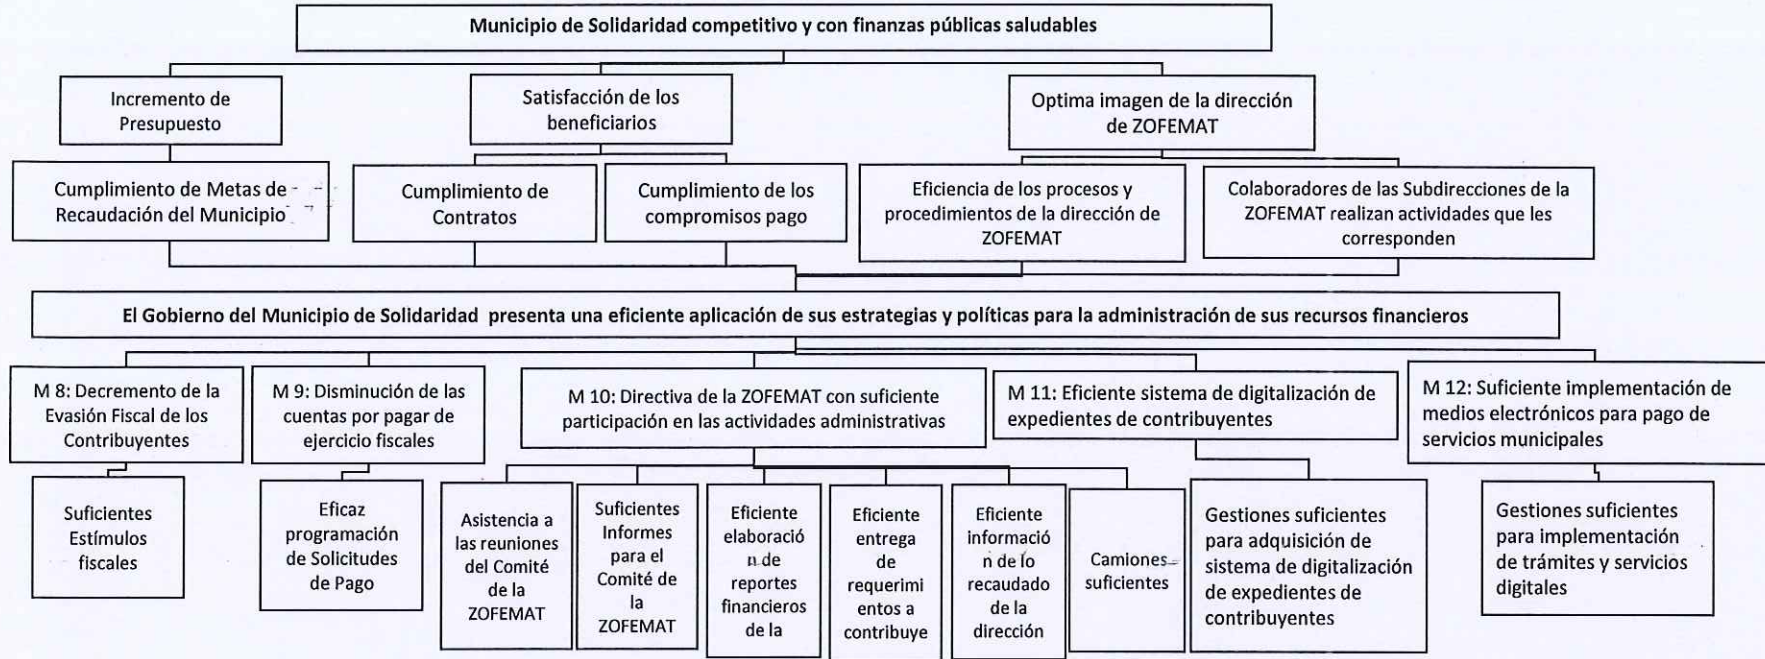 Municipio de Solidaridad competitivo y con finanzas públicas saludables
Incremento de
Presupuesto
Satisfacción de los
beneficiarios
Optima imagen de la dirección
de ZOFEMAT
Cumplimiento de Metas de
Recaudación del Municipio
Cumplimiento de
Contratos
Cumplimiento de los
compromisos pago
Eficiencia de los procesos y
procedimientos de la dirección de
ZOFEMAT
Colaboradores de las Subdirecciones de la
ZOFEMAT realizan actividades que les
corresponden
El Gobierno del Municipio de Solidaridad presenta una eficiente aplicación de sus estrategias y políticas para la administración de sus recursos financieros
M 8: Decremento de la
Evasión Fiscal de los
Contribuyentes
M 9: Disminución de las
cuentas por pagar de
ejercicio fiscales
M 10: Directiva de la ZOFEMAT con suficiente
participación en las actividades administrativas
M 11: Eficiente sistema de digitalización de
expedientes de contribuyentes
M 12: Suficiente implementación de
medios electrónicos para pago de
servicios municipales
Suficientes
Estímulos
fiscales
Eficaz
programación
de Solicitudes
de Pago
Asistencia a
las reuniones
del Comité de
de la
ZOFEMAT
Suficientes
Informes
para el
Comité de
la
ZOFEMAT
Eficiente
elaboració
n de
reportes
financieros
de la
Eficiente
entrega
de
requerimi
entos a
contribuye
Eficiente
informació
n de lo
recaudado
de la
dirección
Camiones
suficientes
Gestiones suficientes
para adquisición de
sistema de digitalización
de expedientes de
contribuyentes
Gestiones suficientes
para implementación
de trámites y servicios
digitales